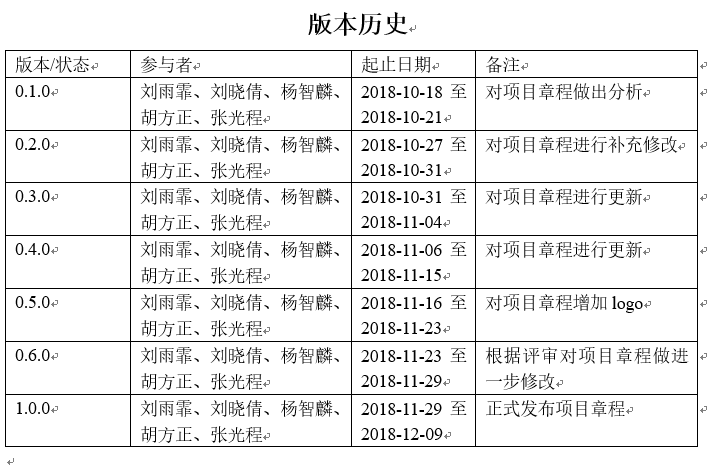 版本历史
版本/状态 参与者 起止日期 备注
0.1.0 刘雨霏、刘晓倩、杨智麟、 2018-10-18 至 对项目章程做出分析
胡方正、张光程 2018-10-21
0.2.0 刘雨霏、刘晓倩、杨智麟、 2018-10-27 至 对项目章程进行补充修改
胡方正、张光程 2018-10-31
0.3.0 刘雨霏、刘晓倩、杨智麟、 2018-10-31 至 对项目章程进行更新
胡方正、张光程 2018-11-04
0.4.0 刘雨霏、刘晓倩、杨智麟、 2018-11-06 至 对项目章程进行更新
胡方正、张光程 2018-11-15
0.5.0 刘雨霏、刘晓倩、杨智麟、 2018-11-16 至 对项目章程增加 logo
胡方正、张光程 2018-11-23
0.6.0 刘雨霏、刘晓倩、杨智麟、 2018-11-23 至 根据评审对项目章程做进
胡方正、张光程 2018-11-29 一步修改
1.0.0 刘雨霏、刘晓倩、杨智麟、 2018-11-29 至 正式发布项目章程
胡方正、张光程 2018-12-09